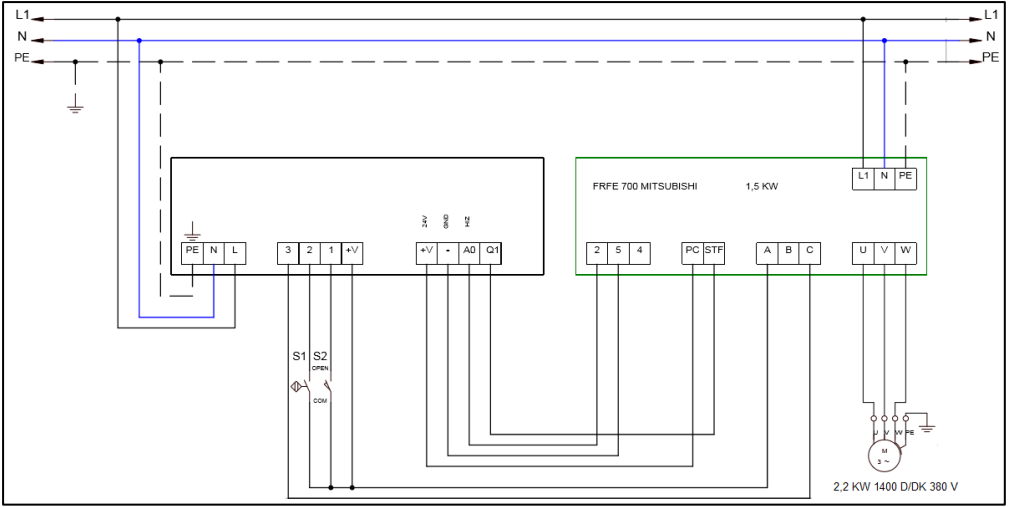 L1 L1
N N
PE PE
L1 N PE
FRFE 700 MITSUBISHI 1,5 KW
24V GND HIZ
PE N L 3 2 1 +V +V - A0 Q1 2 5 4 PC STF A B C U V W
S1 S2
OPEN
COM
U V W PE
M
3 ~
2,2 KW 1400 D/DK 380 V